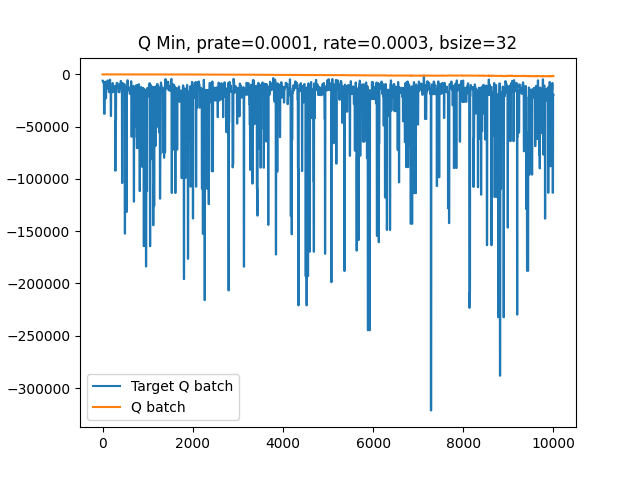 Q Min, prate=0.0001, rate=0.0003, bsize=32
0
−50000
−100000
−150000
−200000
−250000
−300000
Target Q batch
Q batch
0 2000 4000 6000 8000 10000